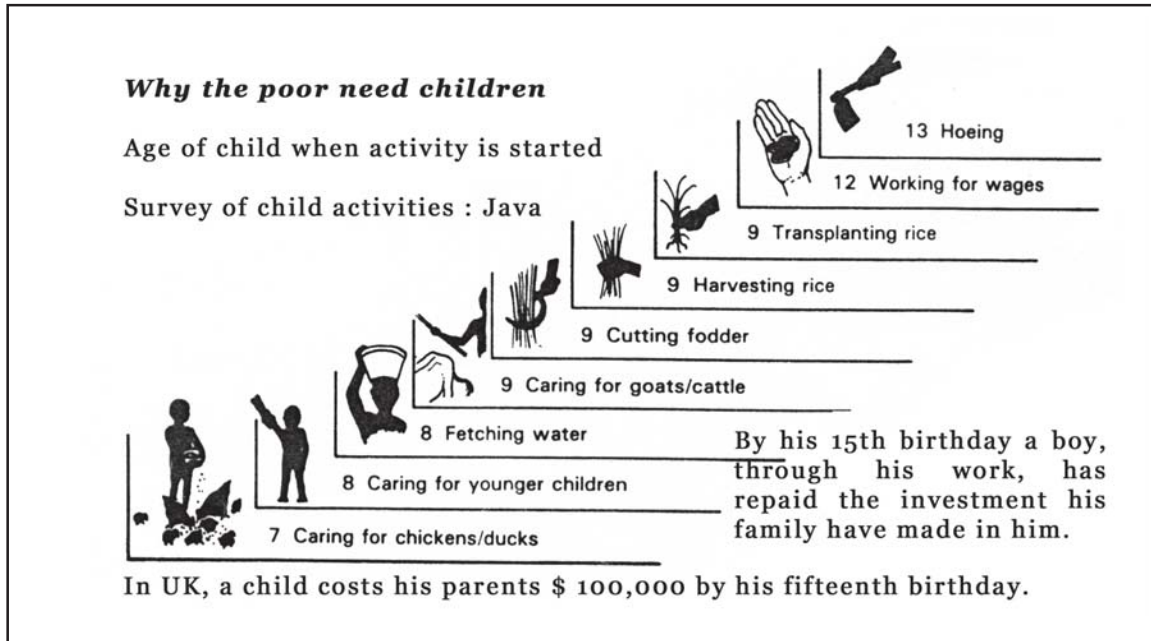 Why the poor need children
Age of child when activity is started
Survey of child activities : Java
13 Hoeing
12 Working for wages
9 Transplanting rice
9 Harvesting rice
9 Cutting fodder
9 Caring for goats/cattle
8 Fetching water
8 Caring for younger children
7 Caring for chickens/ducks
By his 15th birthday a boy,
through his work, has
repaid the investment his
family have made in him.
In UK, a child costs his parents $ 100,000 by his fifteenth birthday.